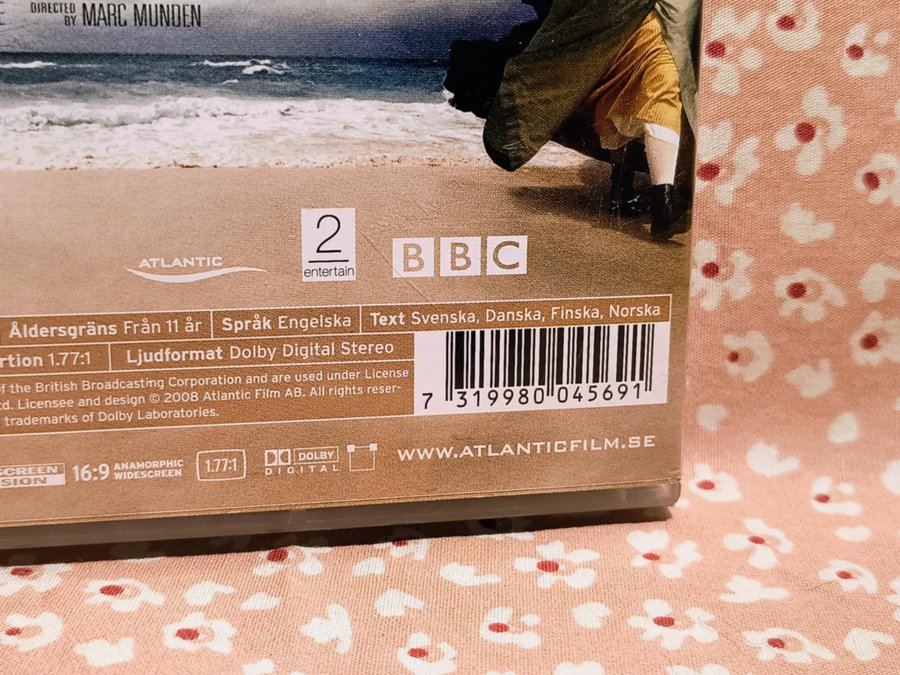 DIRECTED BY MARC MUNDEN
ATLANTIC
2 entertain
BBC
Åldersgräns Från 11 år Språk Engelska Text Svenska, Danska, Finska, Norska
1.77:1 Ljudformat Dolby Digital Stereo
of the British Broadcasting Corporation and are used under License
Licensee and design © 2008 Atlantic Film AB. All rights reser-
trademarks of Dolby Laboratories.
7 319980 045691
16:9 ANAMORPHIC WIDESCREEN 1.77:1 DOLBY DIGITAL WWW.ATLANTICFILM.SE